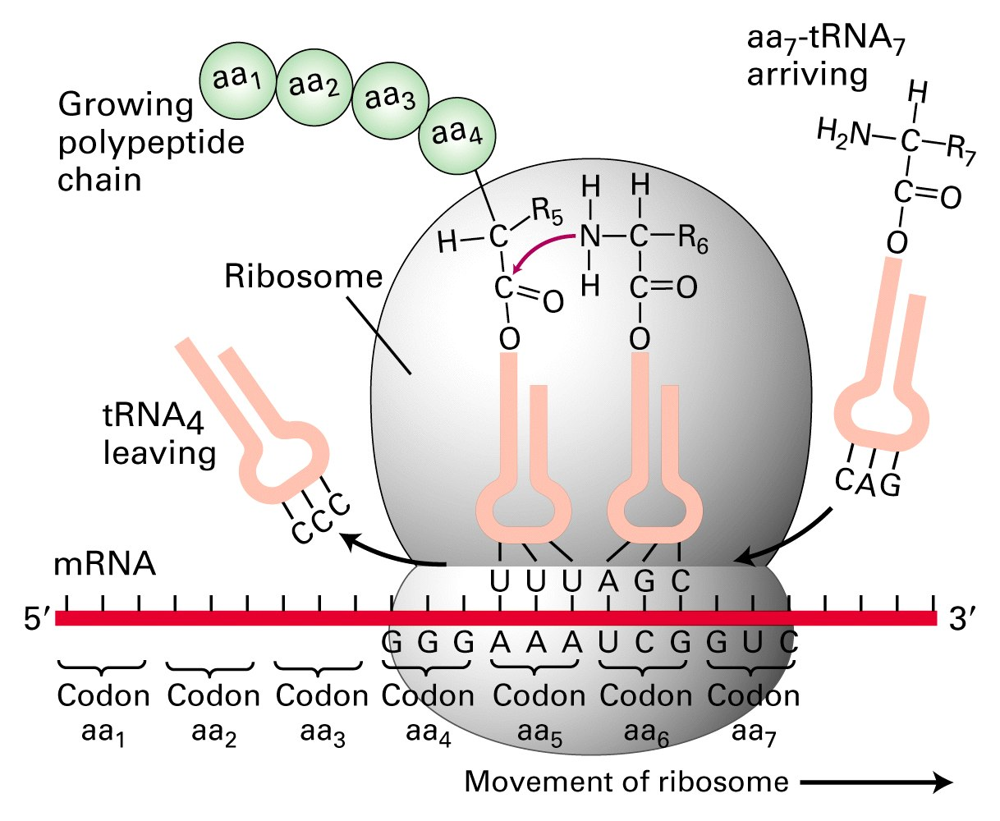 aa7-tRNA7
arriving
aa1 aa2 aa3 aa4
Growing
polypeptide
chain
H
H2N C R7
C=O
O
H H
R5
H C N C R6
H
C=O C=O
O O
Ribosome
tRNA4
leaving
CCC
CAG
mRNA
U U U A G C
5′ 3′
G G G A A A U C G G U C
Codon Codon Codon Codon Codon Codon Codon
aa1 aa2 aa3 aa4 aa5 aa6 aa7
Movement of ribosome